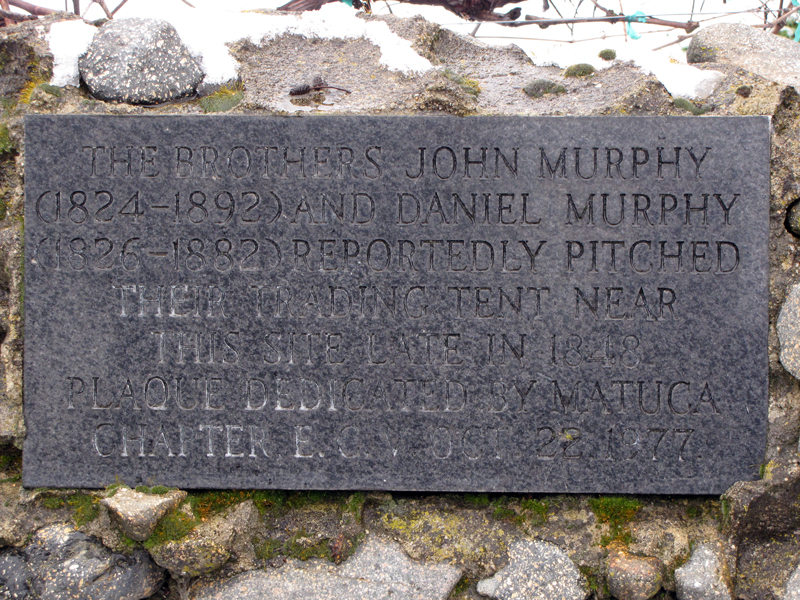 THE BROTHERS JOHN MURPHY
(1824-1892) AND DANIEL MURPHY
(1826-1882) REPORTEDLY PITCHED
THEIR TRADING TENT NEAR
THIS SITE LATE IN 1848
PLAQUE DEDICATED BY MATUCA
CHAPTER E. C. V. OCT. 22, 1977